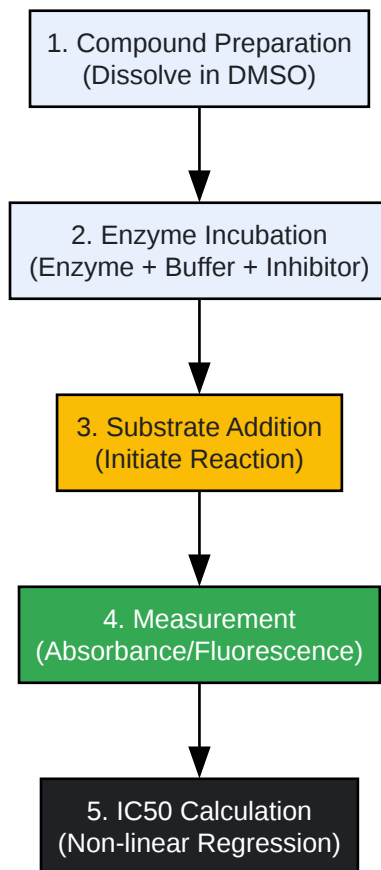 1. Compound Preparation
(Dissolve in DMSO)
2. Enzyme Incubation
(Enzyme + Buffer + Inhibitor)
3. Substrate Addition
(Initiate Reaction)
4. Measurement
(Absorbance/Fluorescence)
5. IC50 Calculation
(Non-linear Regression)